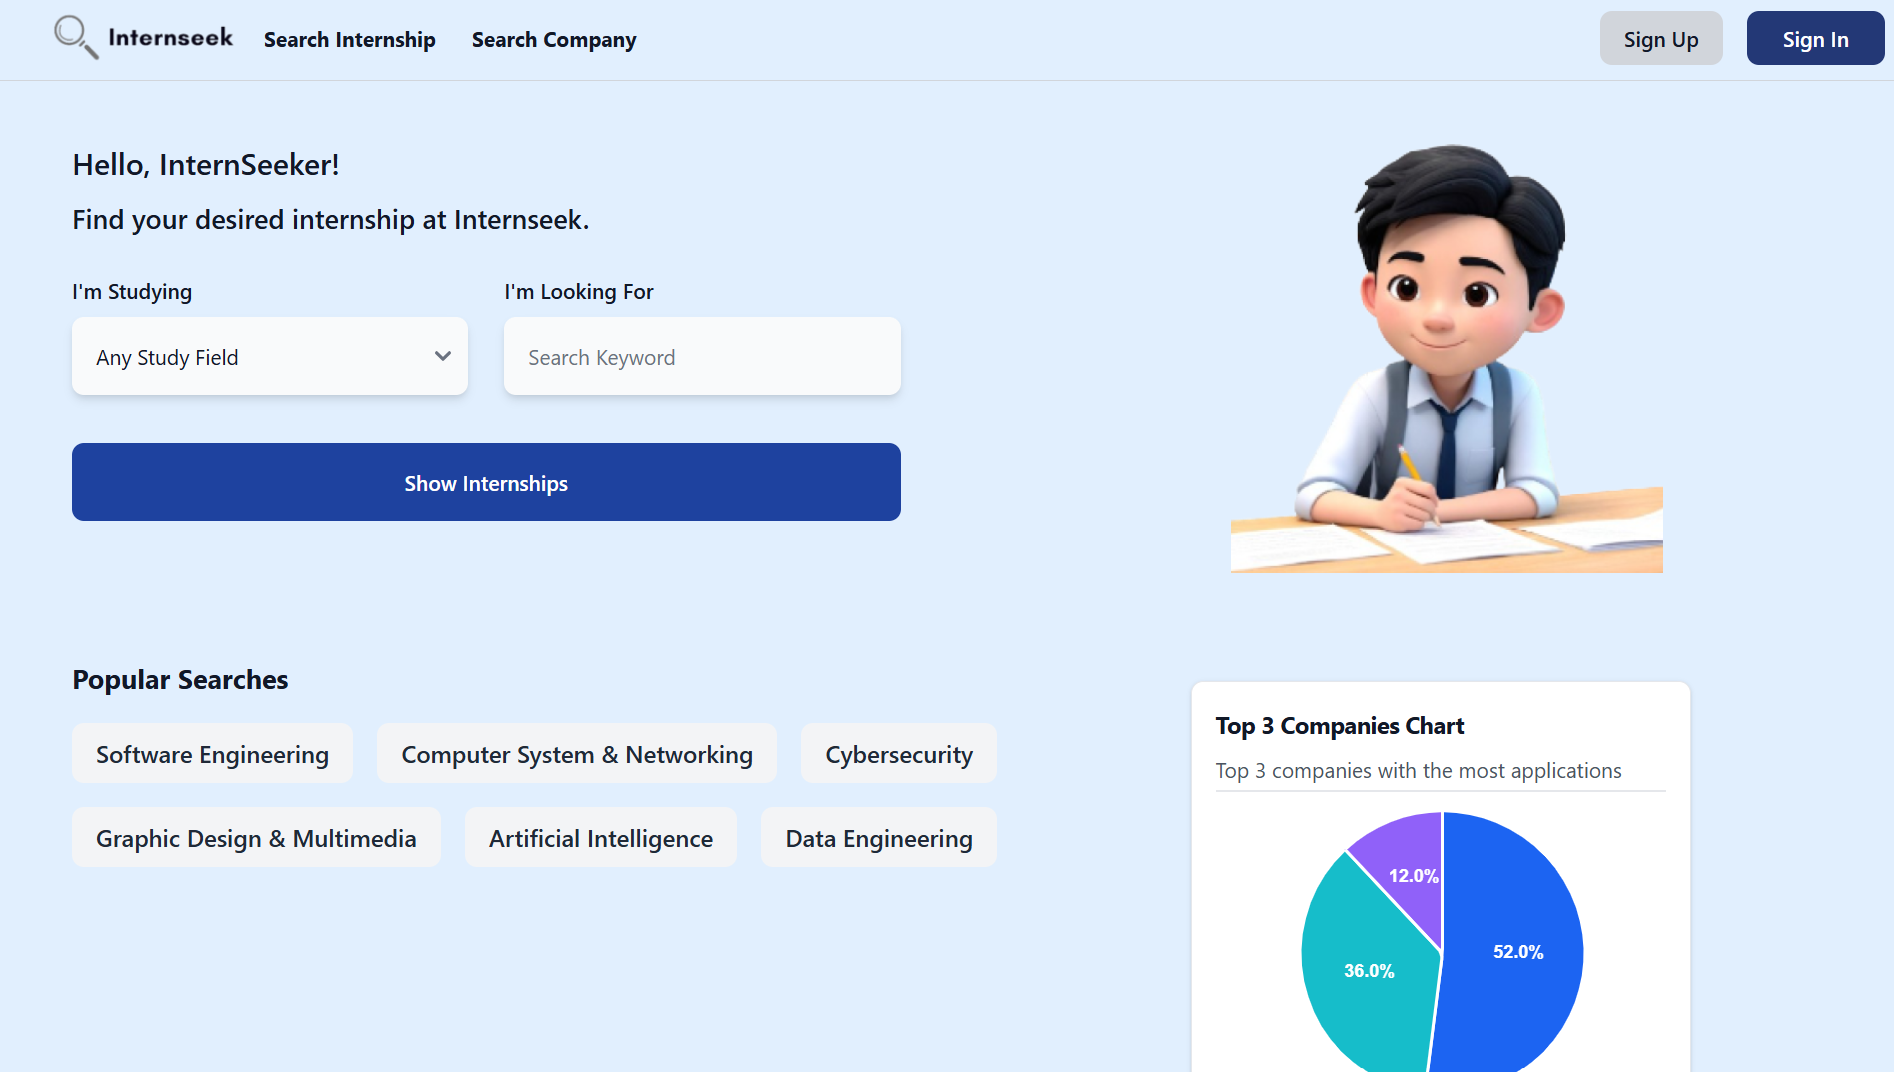 Internseek
Search Internship
Search Company
Sign Up
Sign In
Hello, InternSeeker!
Find your desired internship at Internseek.
I'm Studying
I'm Looking For
Any Study Field
Search Keyword
Show Internships
Popular Searches
Software Engineering
Computer System & Networking
Cybersecurity
Graphic Design & Multimedia
Artificial Intelligence
Data Engineering
Top 3 Companies Chart
Top 3 companies with the most applications
12.0%
52.0%
36.0%